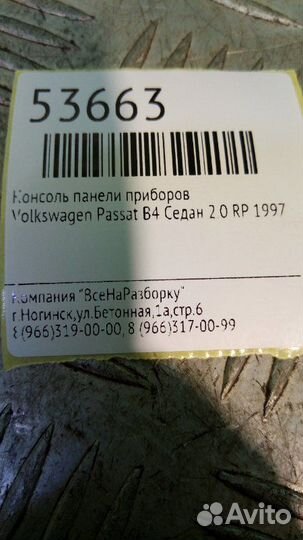 53663
Консоль панели приборов
Volkswagen Passat B4 Седан 2.0 RP 1997
Компания "ВсеНаРазборку"
г.Ногинск,ул.Бетонная,1а,стр.6
8(966)319-00-00, 8 (966)317-00-99
Avito